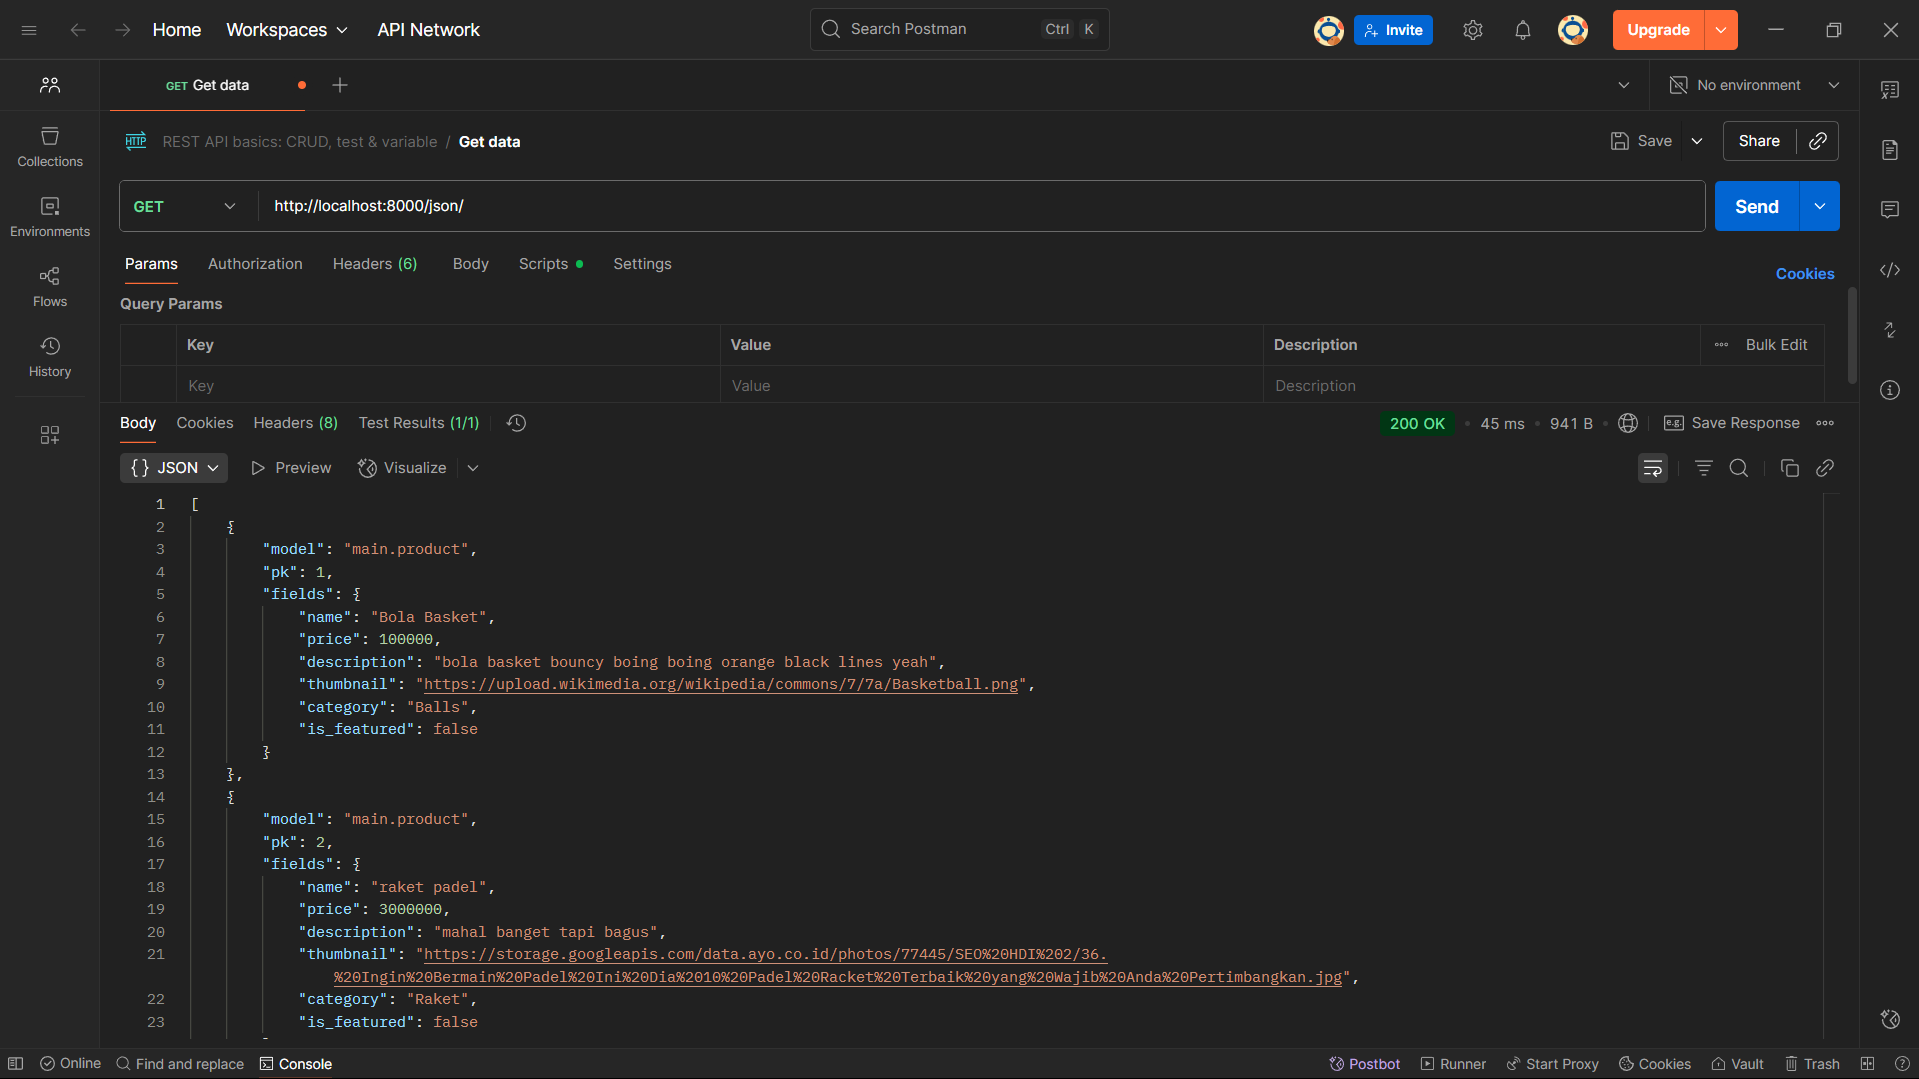 Home Workspaces API Network Search Postman Ctrl K Invite Upgrade
GET Get data No environment
HTTP REST API basics: CRUD, test & variable / Get data Save Share
GET http://localhost:8000/json/ Send
Params Authorization Headers (6) Body Scripts Settings Cookies
Query Params
Key Value Description Bulk Edit
Key Value Description
Collections
Environments
Flows
History
Body Cookies Headers (8) Test Results (1/1) 200 OK 45 ms 941 B e.g. Save Response
{} JSON Preview Visualize
1 [
2 {
3 "model": "main.product",
4 "pk": 1,
5 "fields": {
6 "name": "Bola Basket",
7 "price": 100000,
8 "description": "bola basket bouncy boing boing orange black lines yeah",
9 "thumbnail": "https://upload.wikimedia.org/wikipedia/commons/7/7a/Basketball.png",
10 "category": "Balls",
11 "is_featured": false
12 }
13 },
14 {
15 "model": "main.product",
16 "pk": 2,
17 "fields": {
18 "name": "raket padel",
19 "price": 3000000,
20 "description": "mahal banget tapi bagus",
21 "thumbnail": "https://storage.googleapis.com/data.ayo.co.id/photos/77445/SEO%20HDI%202/36.
%20Ingin%20Bermain%20Padel%20Ini%20Dia%2010%20Padel%20Racket%20Terbaik%20yang%20Wajib%20Anda%20Pertimbangkan.jpg",
22 "category": "Raket",
23 "is_featured": false
Online Find and replace Console Postbot Runner Start Proxy Cookies Vault Trash